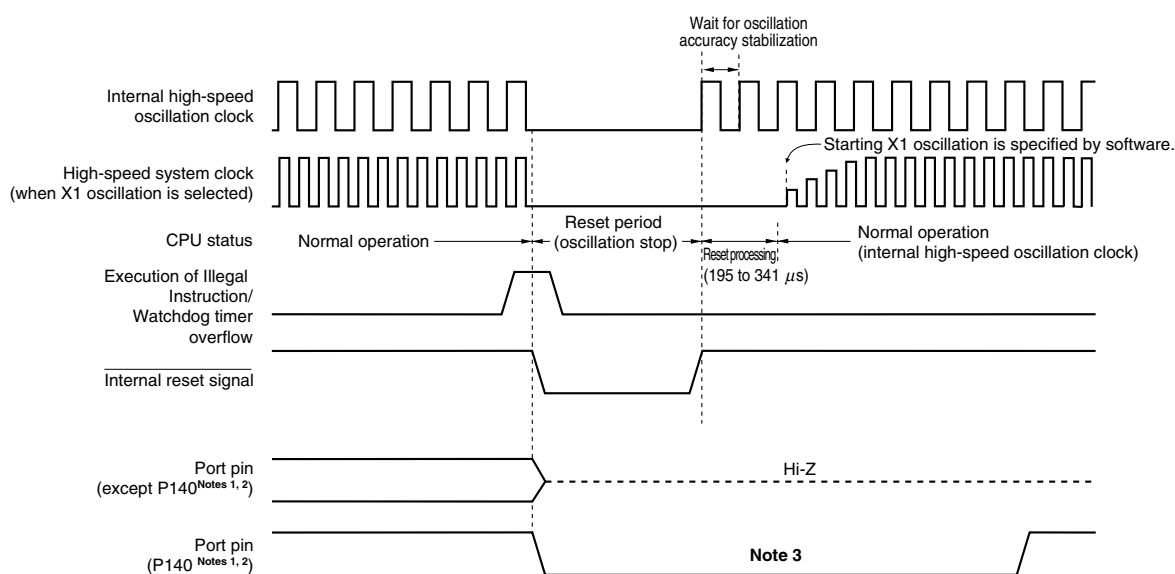 Wait for oscillation
accuracy stabilization
Internal high-speed
oscillation clock
Starting X1 oscillation is specified by software.
High-speed system clock
(when X1 oscillation is selected)
CPU status
Normal operation
Reset period
(oscillation stop)
Reset processing
(195 to 341 μs)
Normal operation
(internal high-speed oscillation clock)
Execution of Illegal
Instruction/
Watchdog timer
overflow
Internal reset signal
Port pin
(except P140Notes 1, 2)
Hi-Z
Port pin
(P140 Notes 1, 2)
Note 3